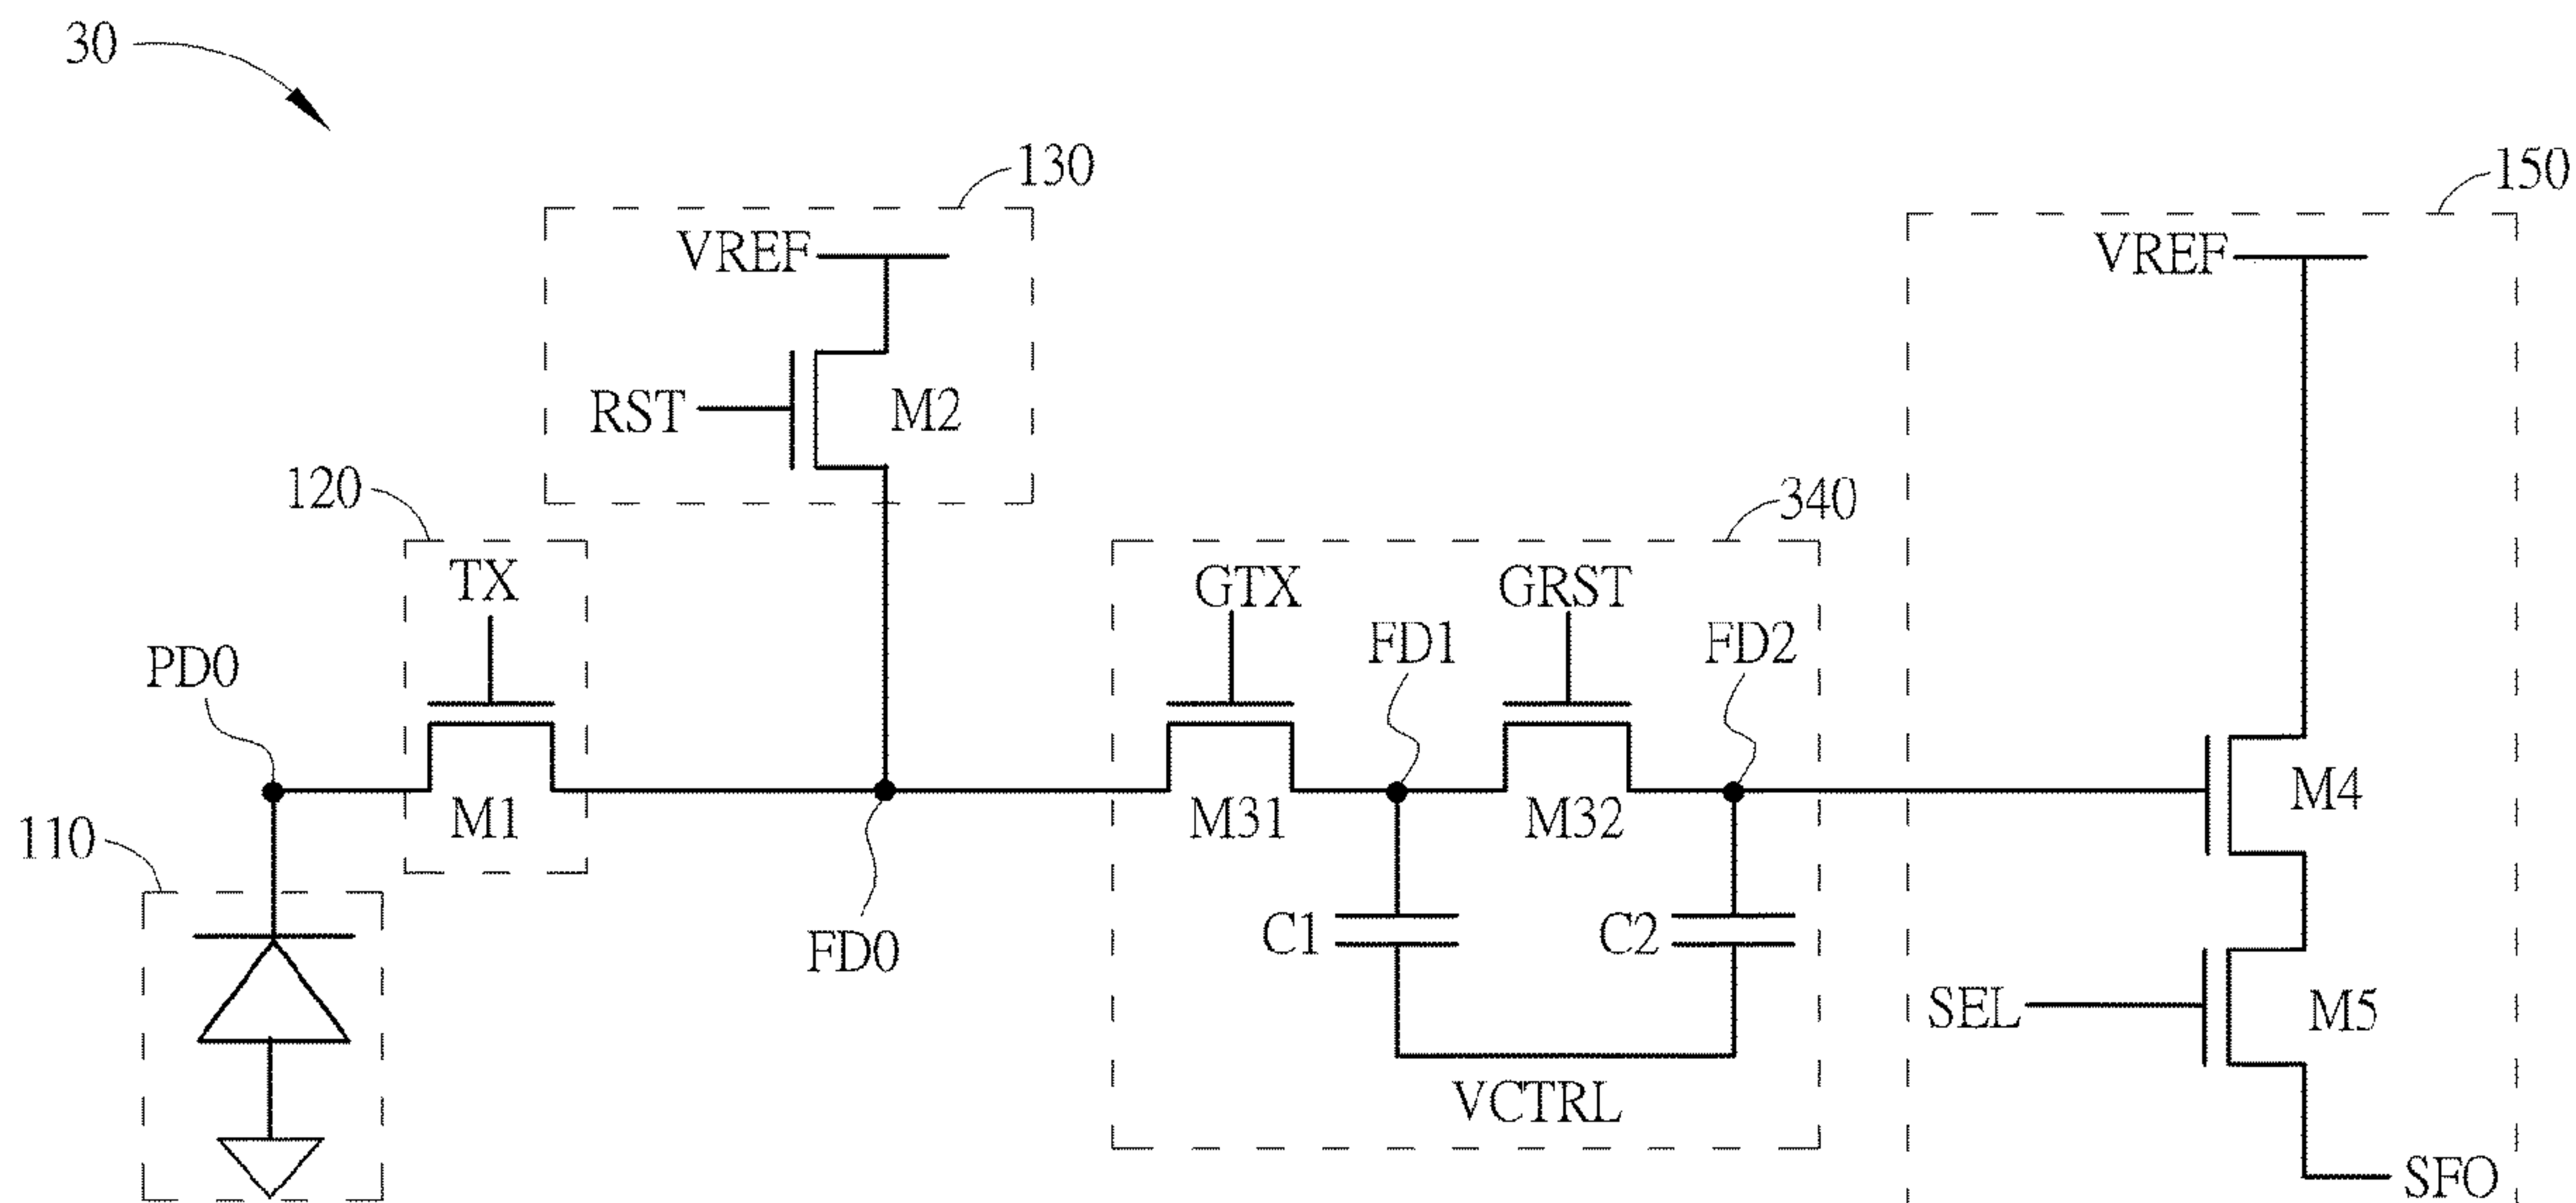 30
130
150
VREF
VREF
RST
M2
120
340
TX
GTX
GRST
PD0
FD1
FD2
M1
M31
M32
M4
110
FD0
C1
C2
SEL
M5
VCTRL
SFO